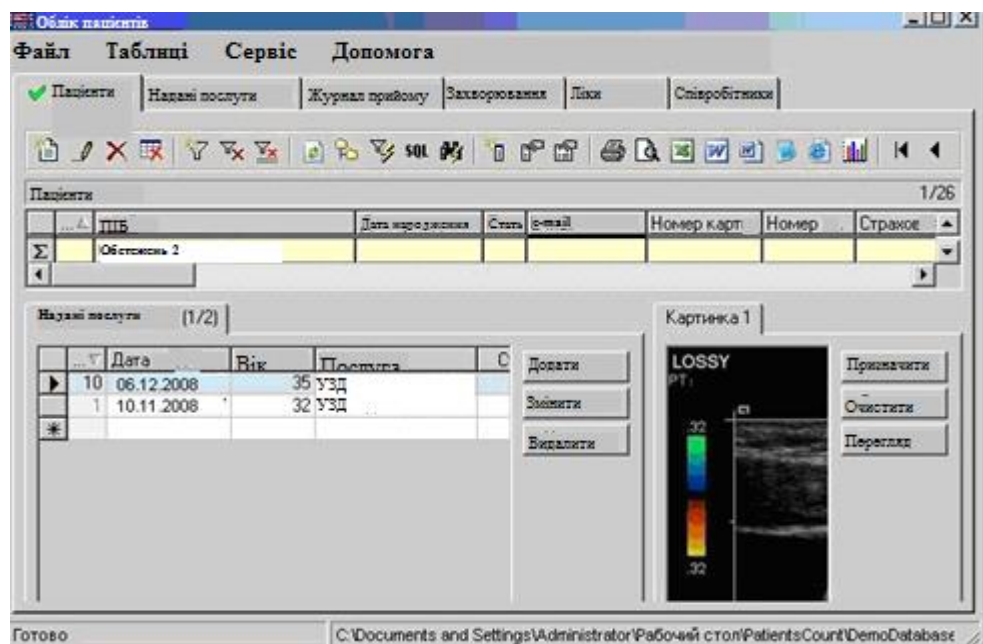 Облік пацієнтів
Файл Таблиці Сервіс Допомога
Пацієнти Надані послуги Журнал прийому Захворювання Ліки Співробітники
SQL
Пацієнти 1/26
... ПІБ Дата народження Стать e-mail Номер карт Номер . Страхов
Σ Обстежень 2
Надані послуги (1/2) Картинка 1
... Дата Вік Послуга С
10 06.12.2008 35 УЗД
1 10.11.2008 32 УЗД
Додати
Змінити
Видалити
LOSSY
PT:
.32
.32
Призначити
Очистити
Перегляд
Готово C:\Documents and Settings\Administrator\Рабочий стол\PatientsCount\DemoDatabase